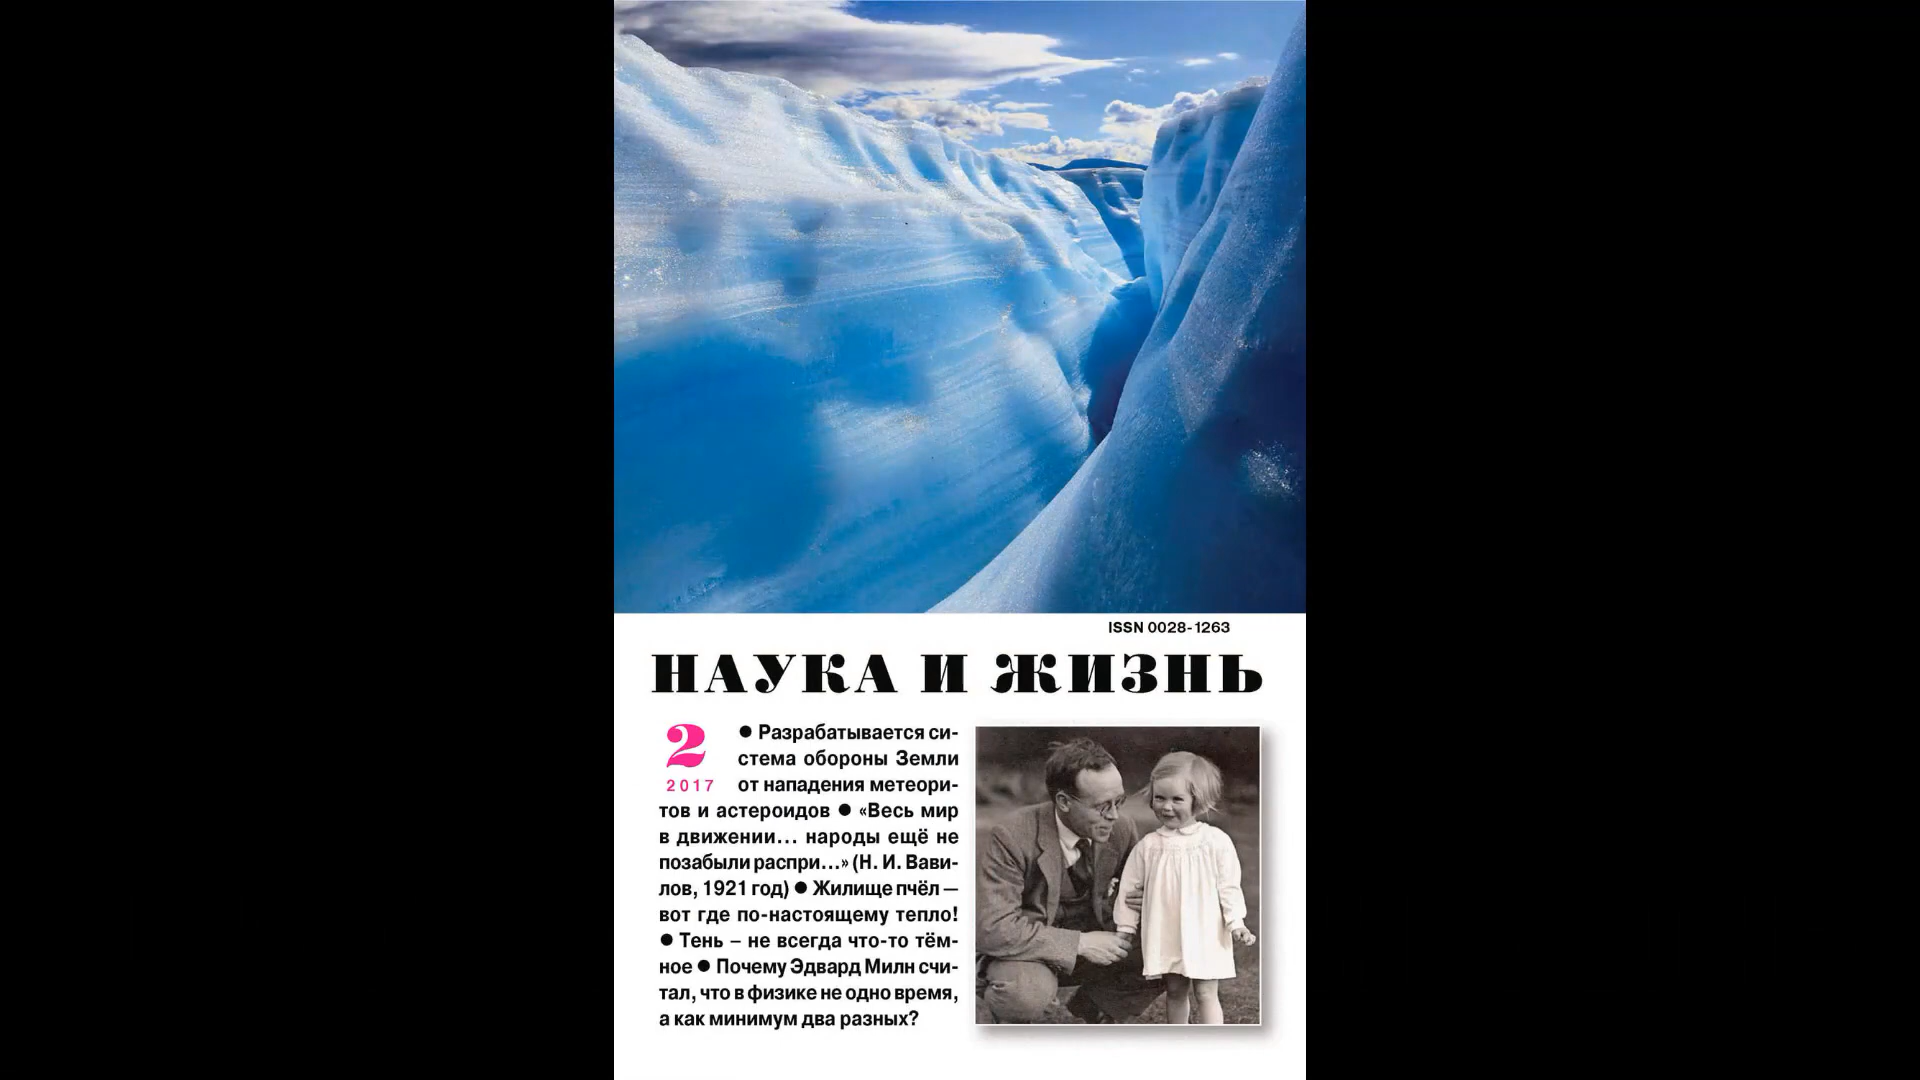 ISSN 0028-1263
НАУКА И ЖИЗНЬ
2
2017
● Разрабатывается си-
стема обороны Земли
от нападения метеори-
тов и астероидов ● «Весь мир
в движении... народы ещё не
позабыли распри...» (Н. И. Вави-
лов, 1921 год) ● Жилище пчёл —
вот где по-настоящему тепло!
● Тень – не всегда что-то тём-
ное ● Почему Эдвард Милн счи-
тал, что в физике не одно время,
а как минимум два разных?